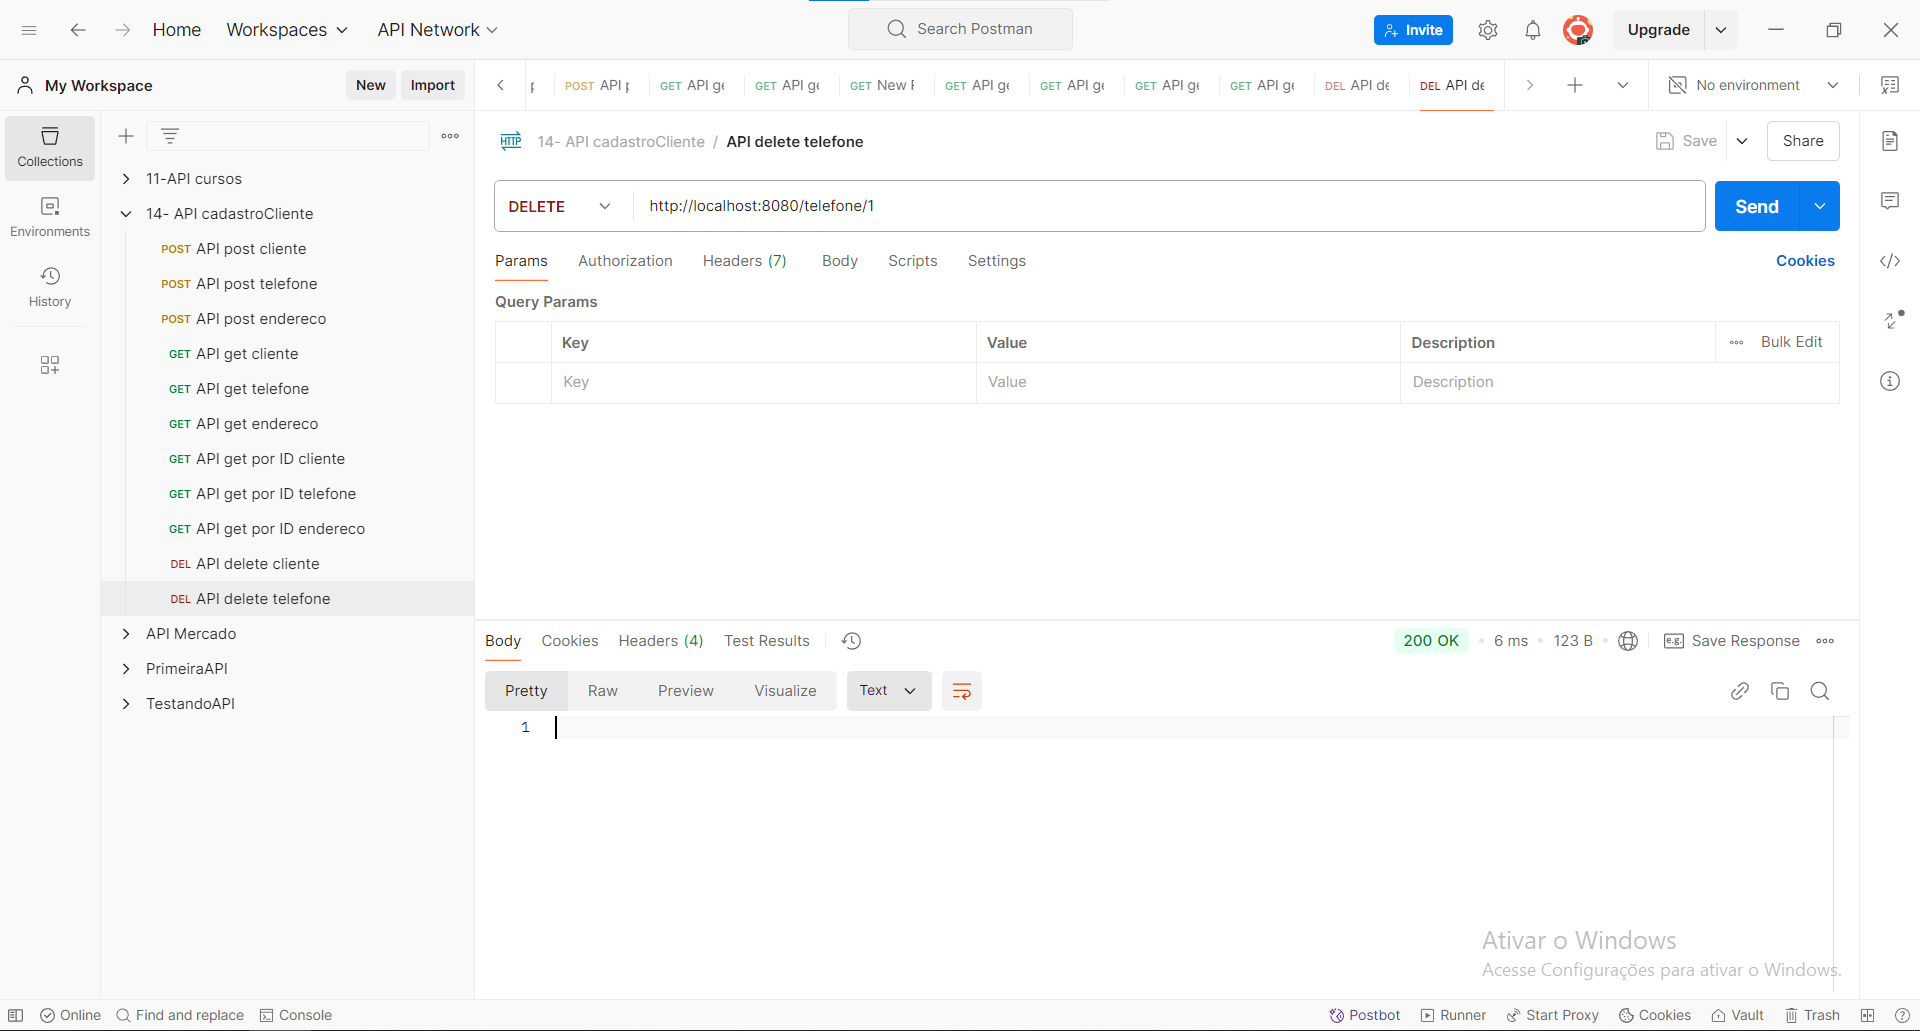 Home
Workspaces
API Network
Search Postman
Invite
Upgrade
My Workspace
New
Import
POST API p
GET API ge
GET API ge
GET New F
GET API ge
GET API ge
GET API ge
GET API ge
DEL API de
DEL API de
No environment
Collections
Environments
History
11-API cursos
14- API cadastroCliente
POST API post cliente
POST API post telefone
POST API post endereco
GET API get cliente
GET API get telefone
GET API get endereco
GET API get por ID cliente
GET API get por ID telefone
GET API get por ID endereco
DEL API delete cliente
DEL API delete telefone
API Mercado
PrimeiraAPI
TestandoAPI
HTTP 14- API cadastroCliente / API delete telefone
Save
Share
DELETE
http://localhost:8080/telefone/1
Send
Params
Authorization
Headers (7)
Body
Scripts
Settings
Cookies
Query Params
Key
Value
Description
Bulk Edit
Key
Value
Description
Body
Cookies
Headers (4)
Test Results
200 OK
6 ms
123 B
e.g. Save Response
Pretty
Raw
Preview
Visualize
Text
1
Ativar o Windows
Acesse Configurações para ativar o Windows.
Online
Find and replace
Console
Postbot
Runner
Start Proxy
Cookies
Vault
Trash